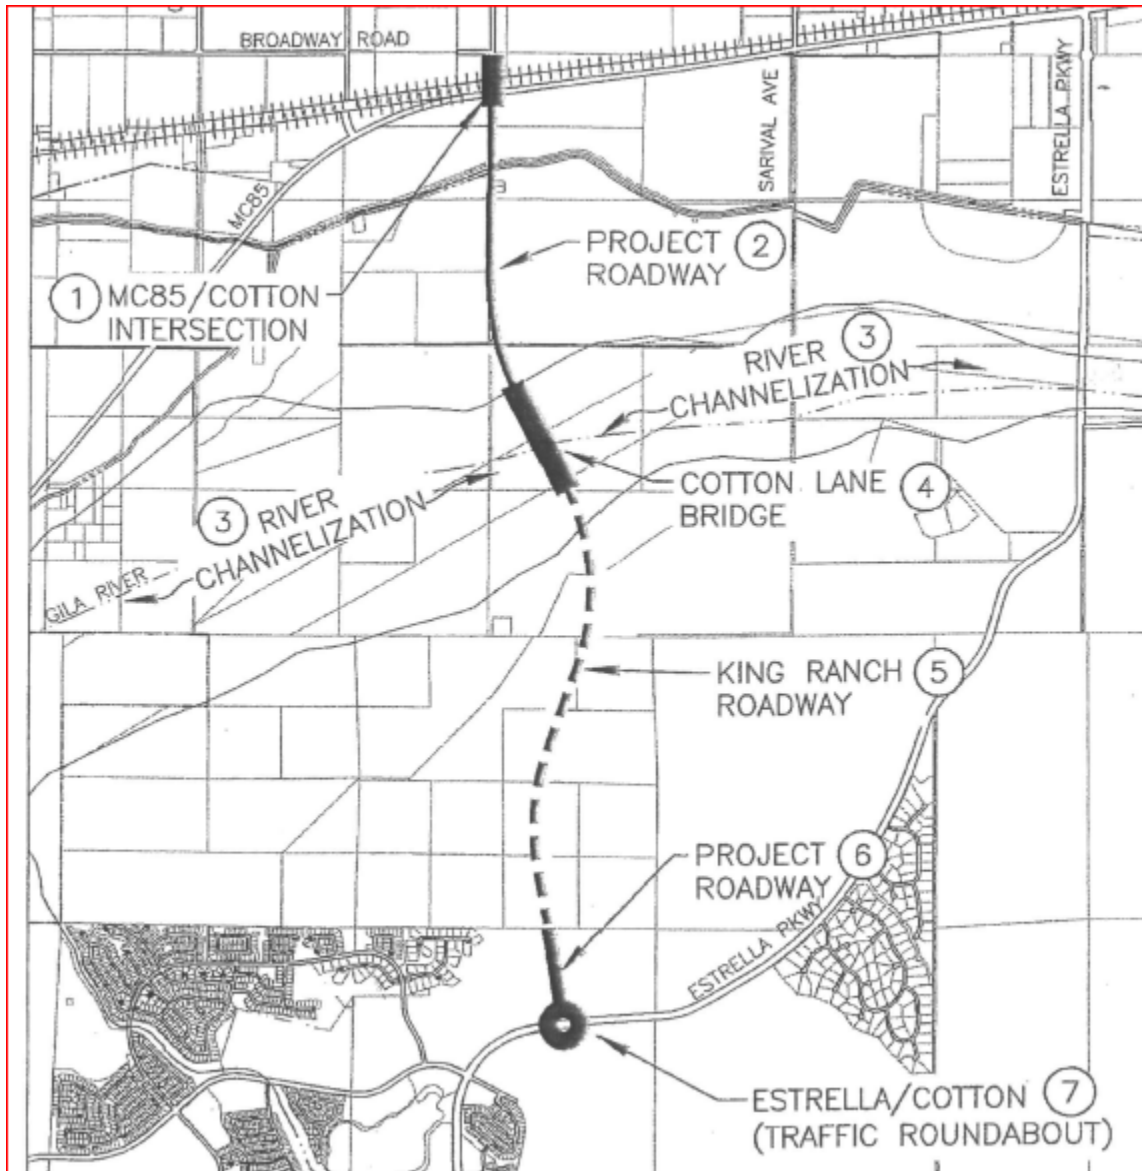 BROADWAY ROAD
SARIVAL AVE
ESTRELLA PKWY
MC85
PROJECT 2
ROADWAY
1 MC85/COTTON
INTERSECTION
RIVER 3
CHANNELIZATION
COTTON LANE 4
BRIDGE
3 RIVER
CHANNELIZATION
GILA RIVER
KING RANCH 5
ROADWAY
PROJECT 6
ROADWAY
ESTRELLA PKWY
ESTRELLA/COTTON 7
(TRAFFIC ROUNDABOUT)